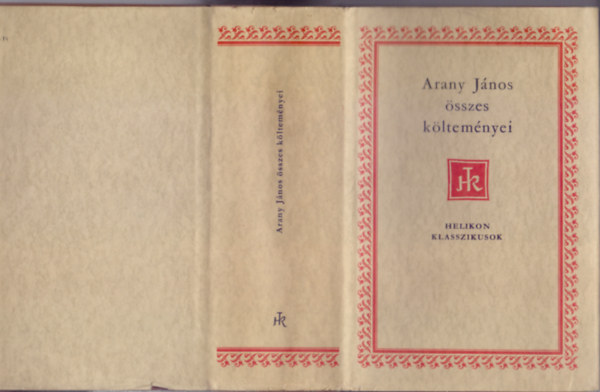 Arany János összes költeményei
HK
Arany János
összes
költeményei
HK
HELIKON
KLASSZIKUSOK